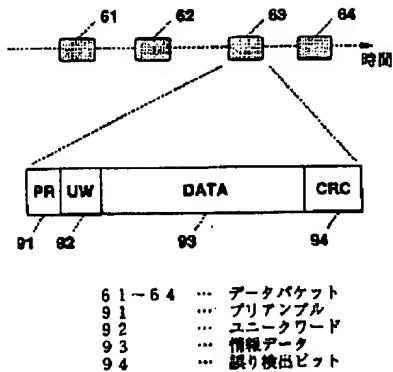 61 62 63 64
時間
PR UW DATA CRC
91 92 93 94
61−64 … データパケット
91 … プリアンブル
92 … ユニークワード
93 … 情報データ
94 … 誤り検出ビット